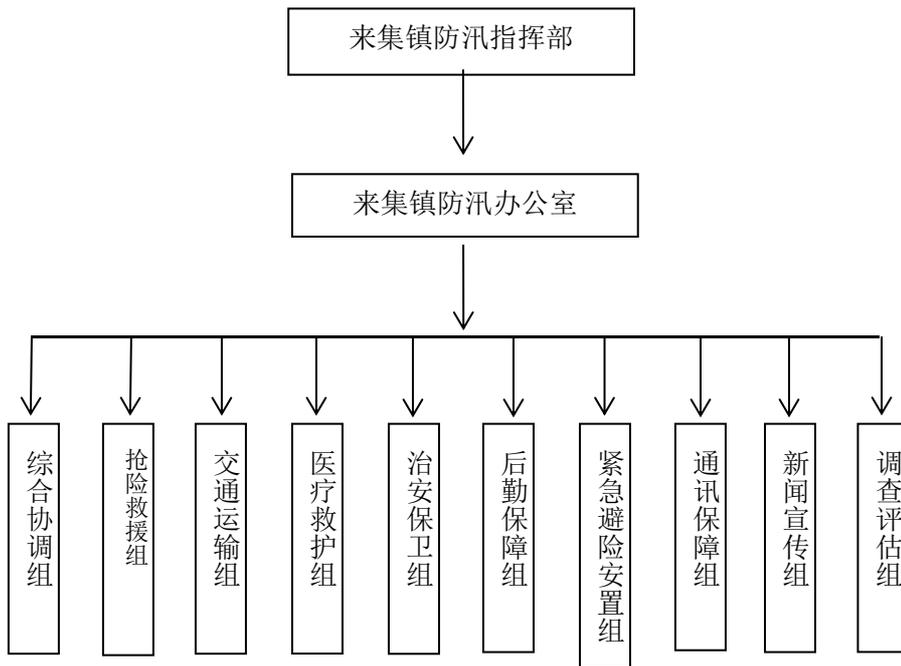 来集镇防汛指挥部
来集镇防汛办公室
综合协调组
抢险救援组
交通运输组
医疗救护组
治安保卫组
后勤保障组
紧急避险安置组
通讯保障组
新闻宣传组
调查评估组